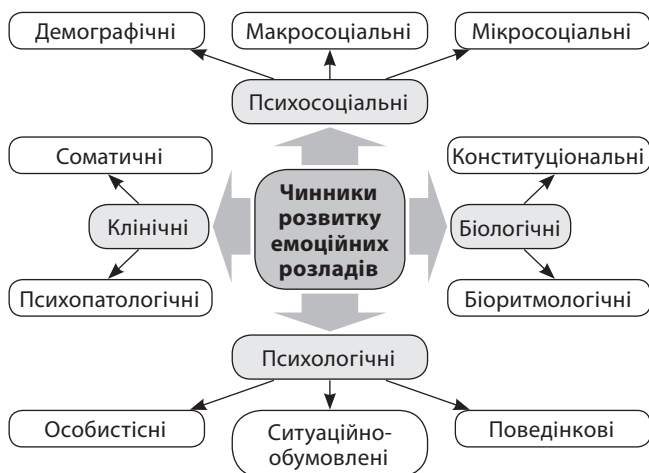 Демографічні
Макросоціальні
Мікросоціальні
Психосоціальні
Соматичні
Конституціональні
Чинники
розвитку
емоційних
розладів
Клінічні
Біологічні
Психопатологічні
Біоритмологічні
Психологічні
Особистісні
Ситуаційно-
обумовлені
Поведінкові